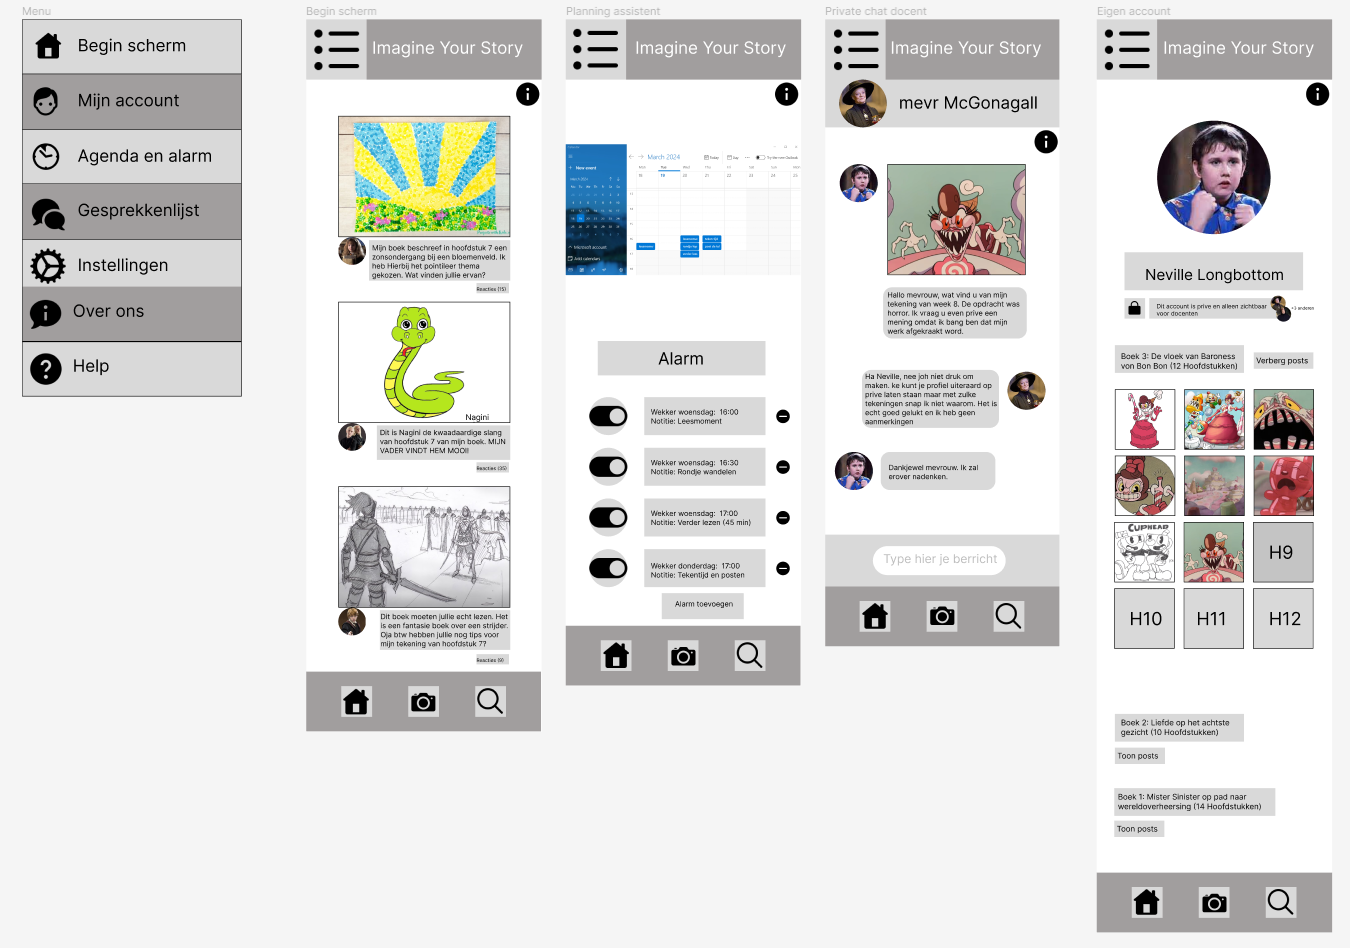 Menu
Begin scherm
Mijn account
Agenda en alarm
Gesprekkenlijst
Instellingen
Over ons
Help
Begin scherm
Imagine Your Story
Mijn boek beschreef in hoofdstuk 7 een
zonsondergang bij een bloemenveld. Ik
heb Hierbij het pointileer thema
gekozen. Wat vinden jullie ervan?
Reacties (15)
Nagini
Dit is Nagini de kwaadaardige slang
van hoofdstuk 7 van mijn boek. MIJN
VADER VINDT HEM MOOI!
Reacties (35)
Dit boek moeten jullie echt lezen. Het
is een fantasie boek over een strijder.
Oja btw hebben jullie nog tips voor
mijn tekening van hoofdstuk 7?
Reacties (9)
Planning assistent
Imagine Your Story
March 2024
New event
Today
Day
Microsoft account
Add calendars
Alarm
Wekker woensdag: 16:00
Notitie: Leesmoment
Wekker woensdag: 16:30
Notitie: Rondje wandelen
Wekker woensdag: 17:00
Notitie: Verder lezen (45 min)
Wekker donderdag: 17:00
Notitie: Tekentijd en posten
Alarm toevoegen
Private chat docent
Imagine Your Story
mevr McGonagall
Hallo mevrouw, wat vind u van mijn
tekening van week 8. De opdracht was
horror. Ik vraag u even prive een
mening omdat ik bang ben dat mijn
werk afgekraakt word.
Ha Neville, nee joh niet druk om
maken. ke kunt je profiel uiteraard op
prive laten staan maar met zulke
tekeningen snap ik niet waarom. Het is
echt goed gelukt en ik heb geen
aanmerkingen
Dankjewel mevrouw. Ik zal
erover nadenken.
Type hier je berricht
Eigen account
Imagine Your Story
Neville Longbottom
Dit account is prive en alleen zichtbaar
voor docenten
+3 anderen
Boek 3: De vloek van Baroness
von Bon Bon (12 Hoofdstukken)
Verberg posts
CUPHEAD
H9
H10
H11
H12
Boek 2: Liefde op het achtste
gezicht (10 Hoofdstukken)
Toon posts
Boek 1: Mister Sinister op pad naar
wereldoverheersing (14 Hoofdstukken)
Toon posts